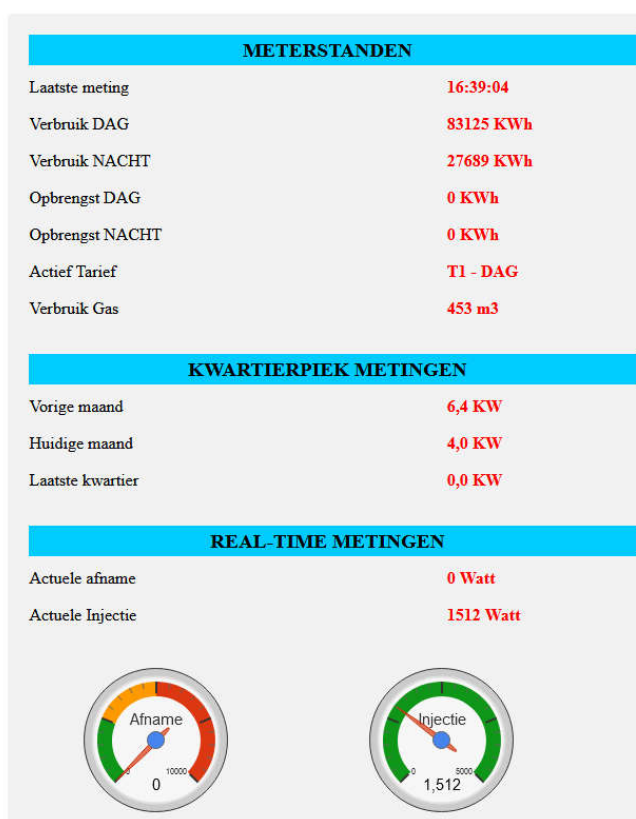 METERSTANDEN
Laatste meting 16:39:04
Verbruik DAG 83125 KWh
Verbruik NACHT 27689 KWh
Opbrengst DAG 0 KWh
Opbrengst NACHT 0 KWh
Actief Tarief T1 - DAG
Verbruik Gas 453 m3
KWARTIERPIEK METINGEN
Vorige maand 6,4 KW
Huidige maand 4,0 KW
Laatste kwartier 0,0 KW
REAL-TIME METINGEN
Actuele afname 0 Watt
Actuele Injectie 1512 Watt
Afname Injectie
0 10000 0 5000
0 1,512